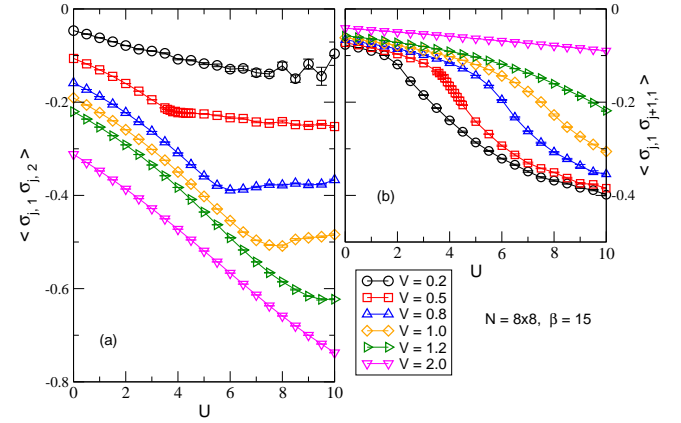 0
-0.2
-0.4
-0.6
-0.8
< σj, 1 σj, 2 >
0 2 4 6 8 10
U
(a)
0 2 4 6 8 10
U
(b)
0
-0.2
-0.4
< σj,1 σj+1,1 >
V = 0.2
V = 0.5
V = 0.8
V = 1.0
V = 1.2
V = 2.0
N = 8x8, β = 15